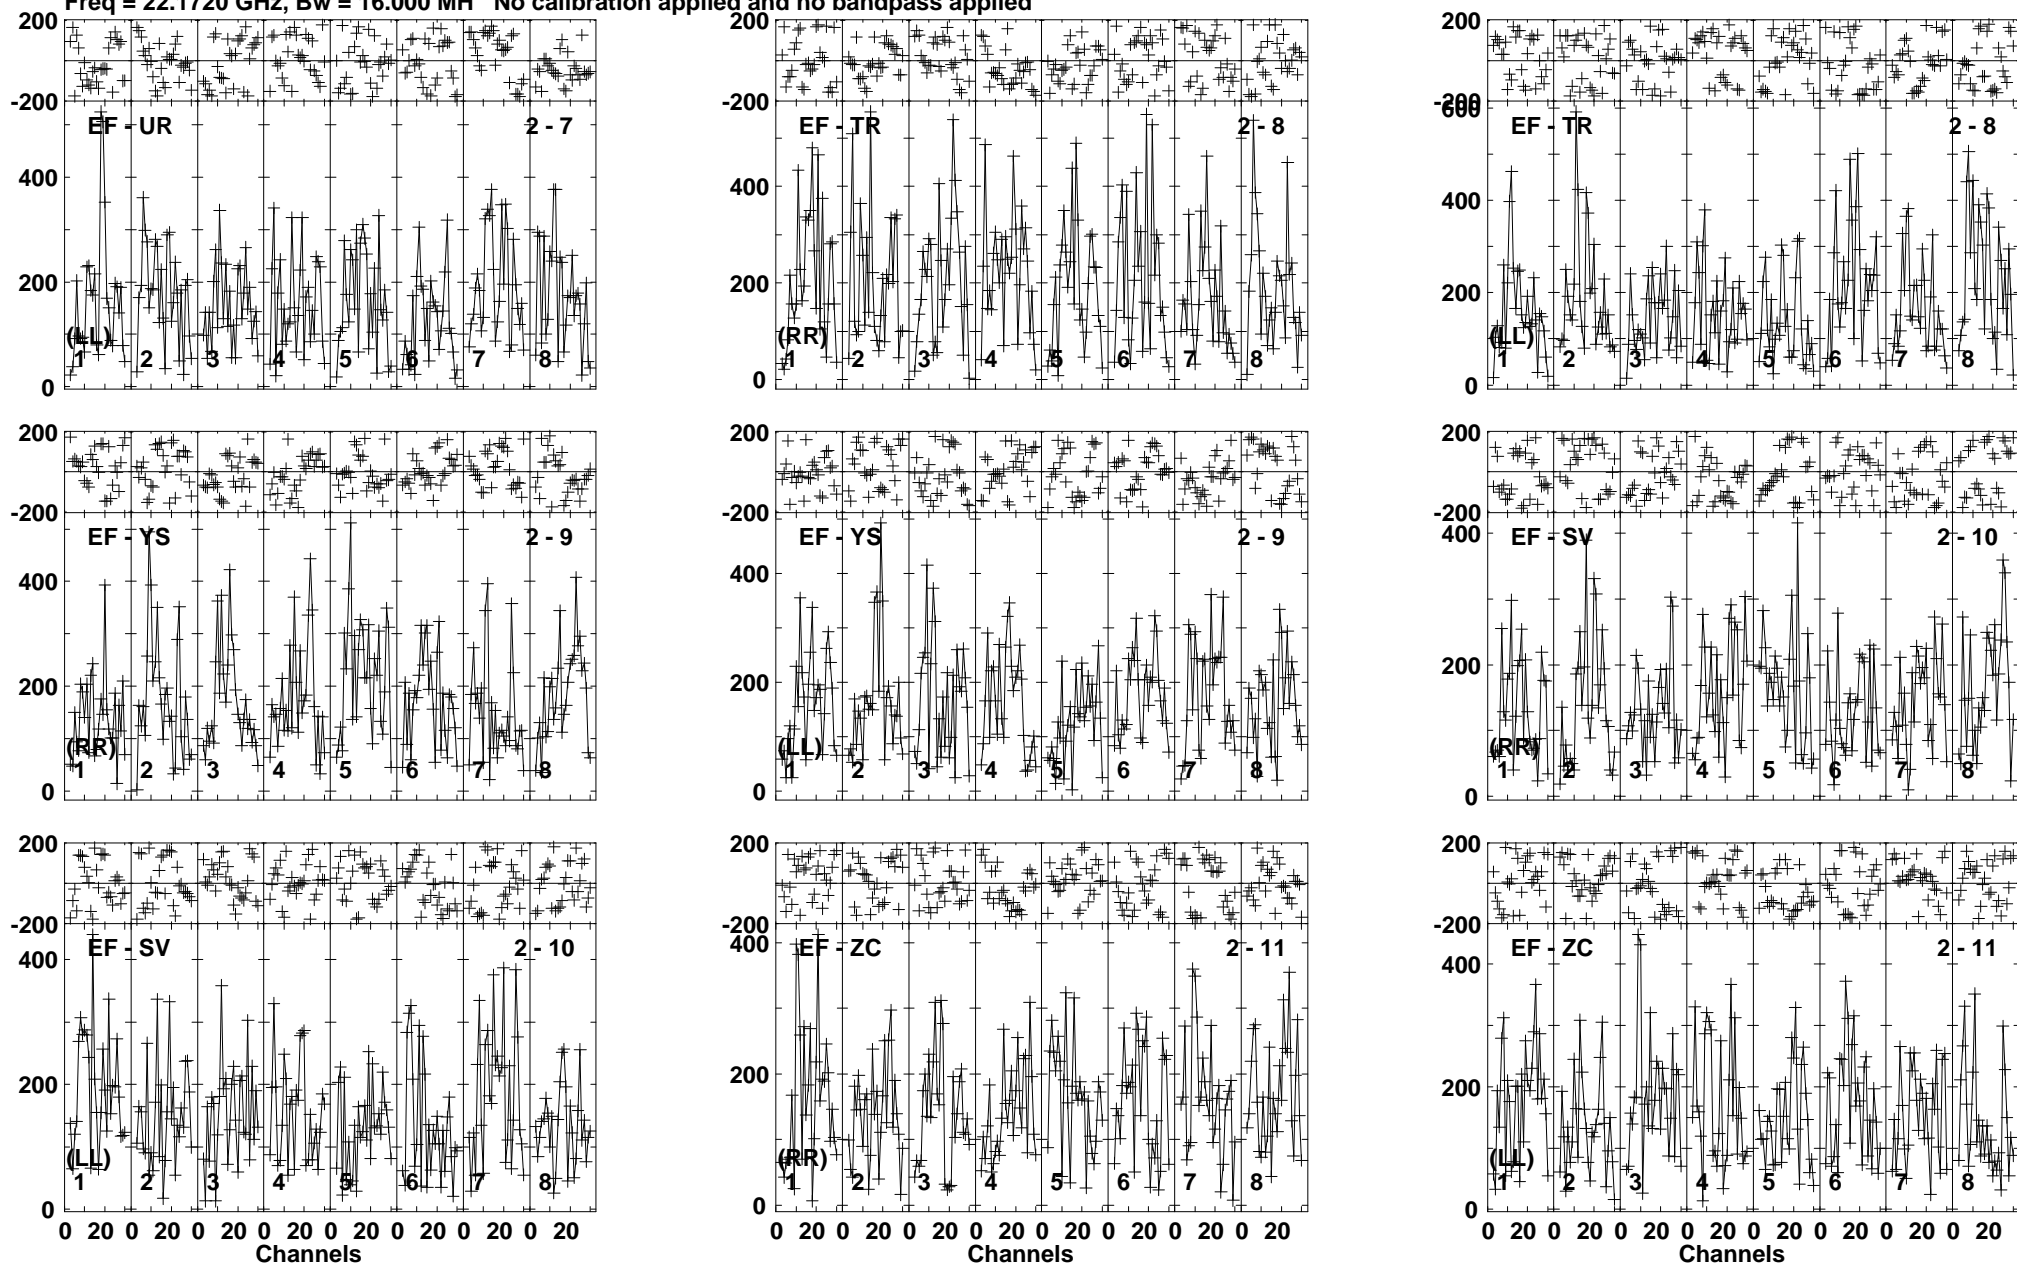 Freq = 22.1720 GHz, Bw = 16.000 MH No calibration applied and no bandpass applied
200 200 200
-200 -200 -200
600
EF - UR 2 - 7 EF - TR 2 - 8 EF - TR 2 - 8
400 400 400
200 200 200
(LL) (RR) (LL)
1 2 3 4 5 6 7 8 1 2 3 4 5 6 7 8 1 2 3 4 5 6 7 8
0 0 0
200 200 200
-200 -200 -200
EF - YS 2 - 9 EF - YS 2 - 9 EF - SV 2 - 10
400 400 400
200 200 200
(RR) (LL) (RR)
1 2 3 4 5 6 7 8 1 2 3 4 5 6 7 8 1 2 3 4 5 6 7 8
0 0 0
200 200 200
-200 -200 -200
EF - SV 2 - 10 EF - ZC 2 - 11 EF - ZC 2 - 11
400 400 400
200 200 200
(LL) (RR) (LL)
1 2 3 4 5 6 7 8 1 2 3 4 5 6 7 8 1 2 3 4 5 6 7 8
0 0 0
0 20 0 20 0 20 0 20 0 20 0 20 0 20 0 20 0 20 0 20 0 20 0 20 0 20 0 20 0 20 0 20 0 20 0 20 0 20 0 20 0 20 0 20 0 20 0 20
Channels Channels Channels